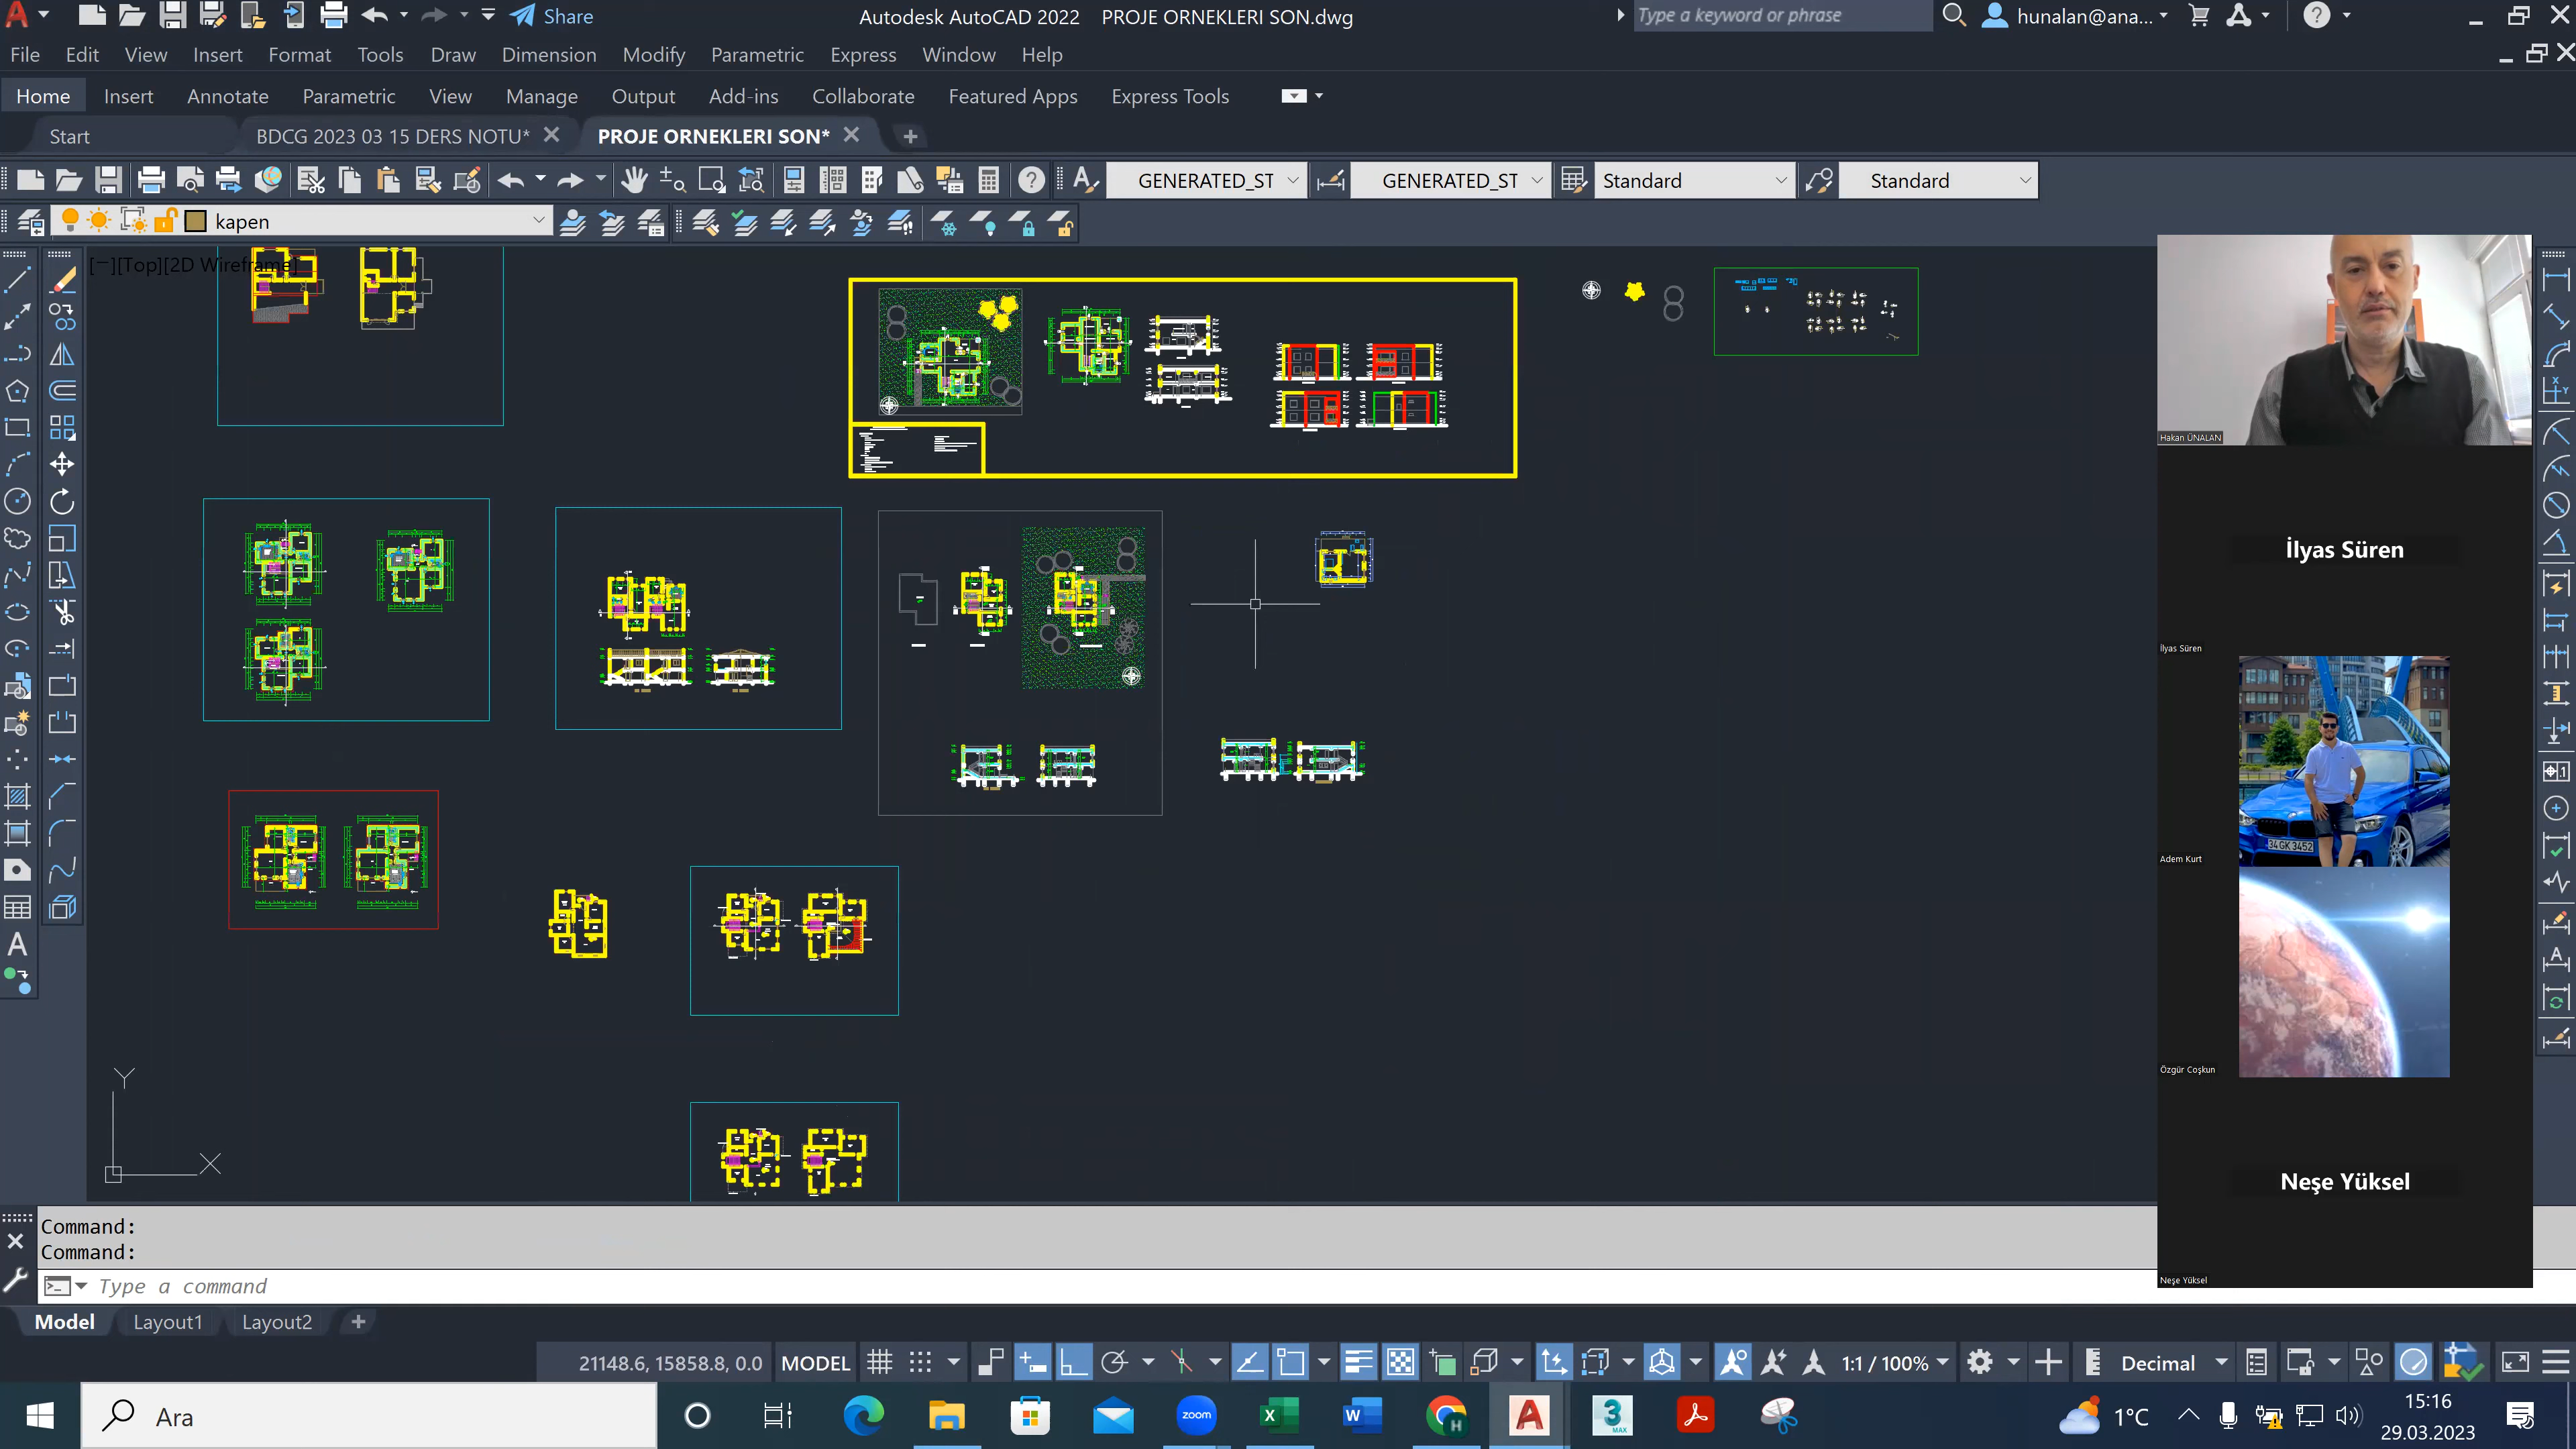 Share
Autodesk AutoCAD 2022 PROJE ORNEKLERI SON.dwg
Type a keyword or phrase
hunalan@ana...
File Edit View Insert Format Tools Draw Dimension Modify Parametric Express Window Help
Home Insert Annotate Parametric View Manage Output Add-ins Collaborate Featured Apps Express Tools
Start BDCG 2023 03 15 DERS NOTU* PROJE ORNEKLERI SON*
GENERATED_ST GENERATED_ST Standard Standard
kapen
[−][Top][2D Wireframe]
Hakan ÜNALAN
İlyas Süren
İlyas Süren
34 GK 3452
Adem Kurt
Özgür Coşkun
Neşe Yüksel
Neşe Yüksel
Y
X
Command:
Command:
Type a command
Model Layout1 Layout2
21148.6, 15858.8, 0.0 MODEL 1:1 / 100% Decimal
Ara
zoom
1°C
15:16
29.03.2023